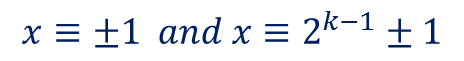 x ≡ ±1 and x ≡ 2^{k−1} ± 1